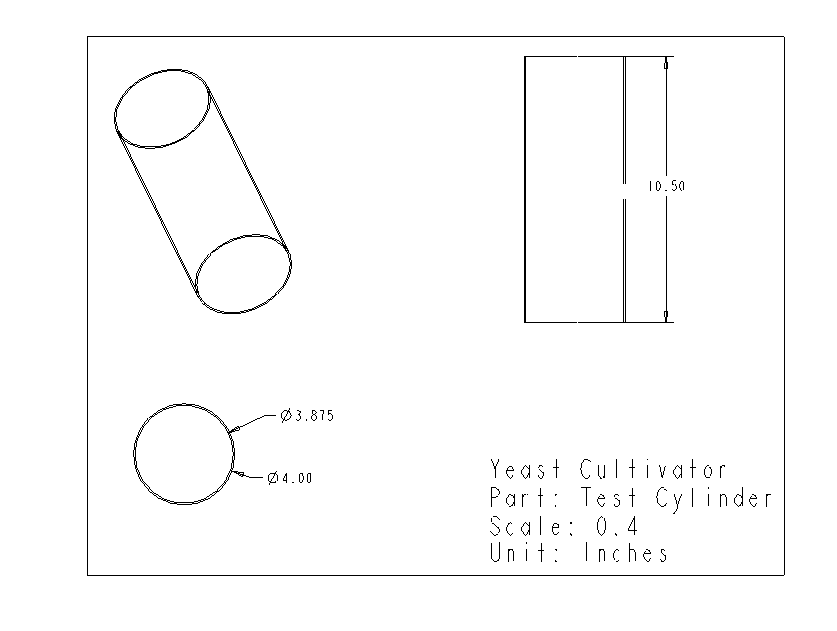 10.50
Ø3.875
Ø4.00
Yeast Cultivator
Part: Test Cylinder
Scale: 0.4
Unit: Inches